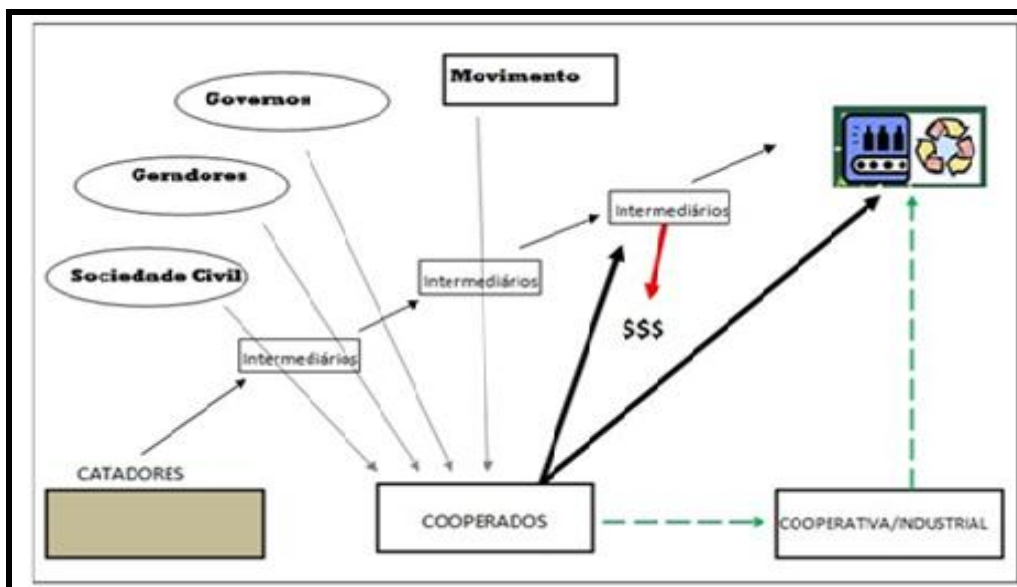 Movimento
Governos
Geradores
Intermediários
Sociedade Civil
Intermediários
$$$
Intermediários
CATADORES
COOPERADOS
COOPERATIVA/INDUSTRIAL